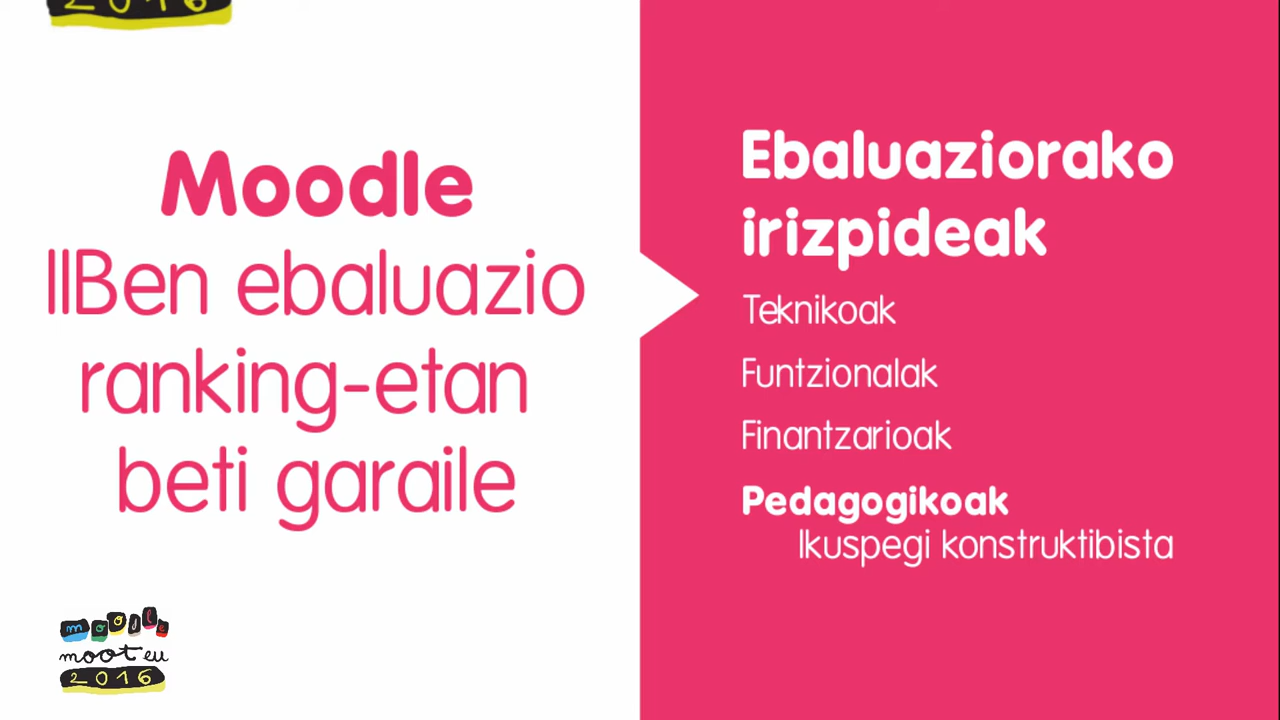 2016
Moodle
IIBen ebaluazio
ranking-etan
beti garaile
Ebaluaziorako
irizpideak
Teknikoak
Funtzionalak
Finantzarioak
Pedagogikoak
Ikuspegi konstruktibista
moodle
moot eu
2016